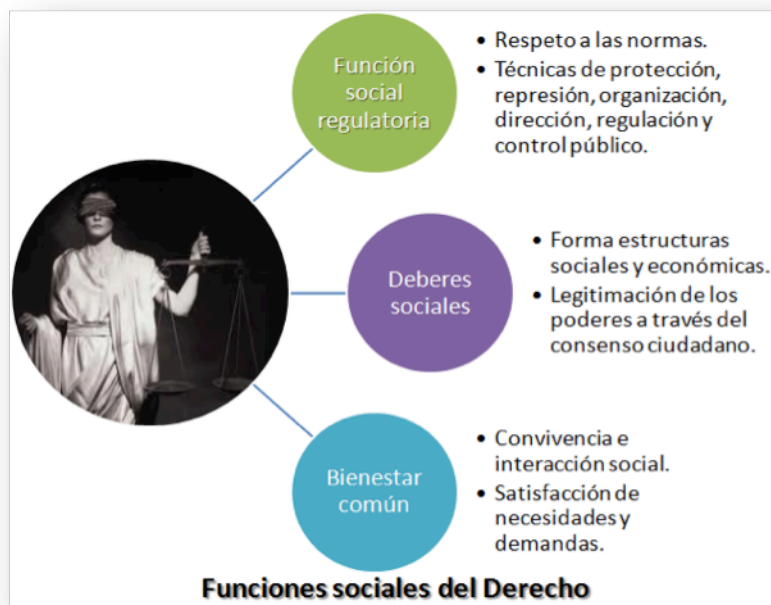 Función
social
regulatoria
• Respeto a las normas.
• Técnicas de protección,
represión, organización,
dirección, regulación y
control público.
Deberes
sociales
• Forma estructuras
sociales y económicas.
• Legitimación de los
poderes a través del
consenso ciudadano.
Bienestar
común
• Convivencia e
interacción social.
• Satisfacción de
necesidades y
demandas.
Funciones sociales del Derecho